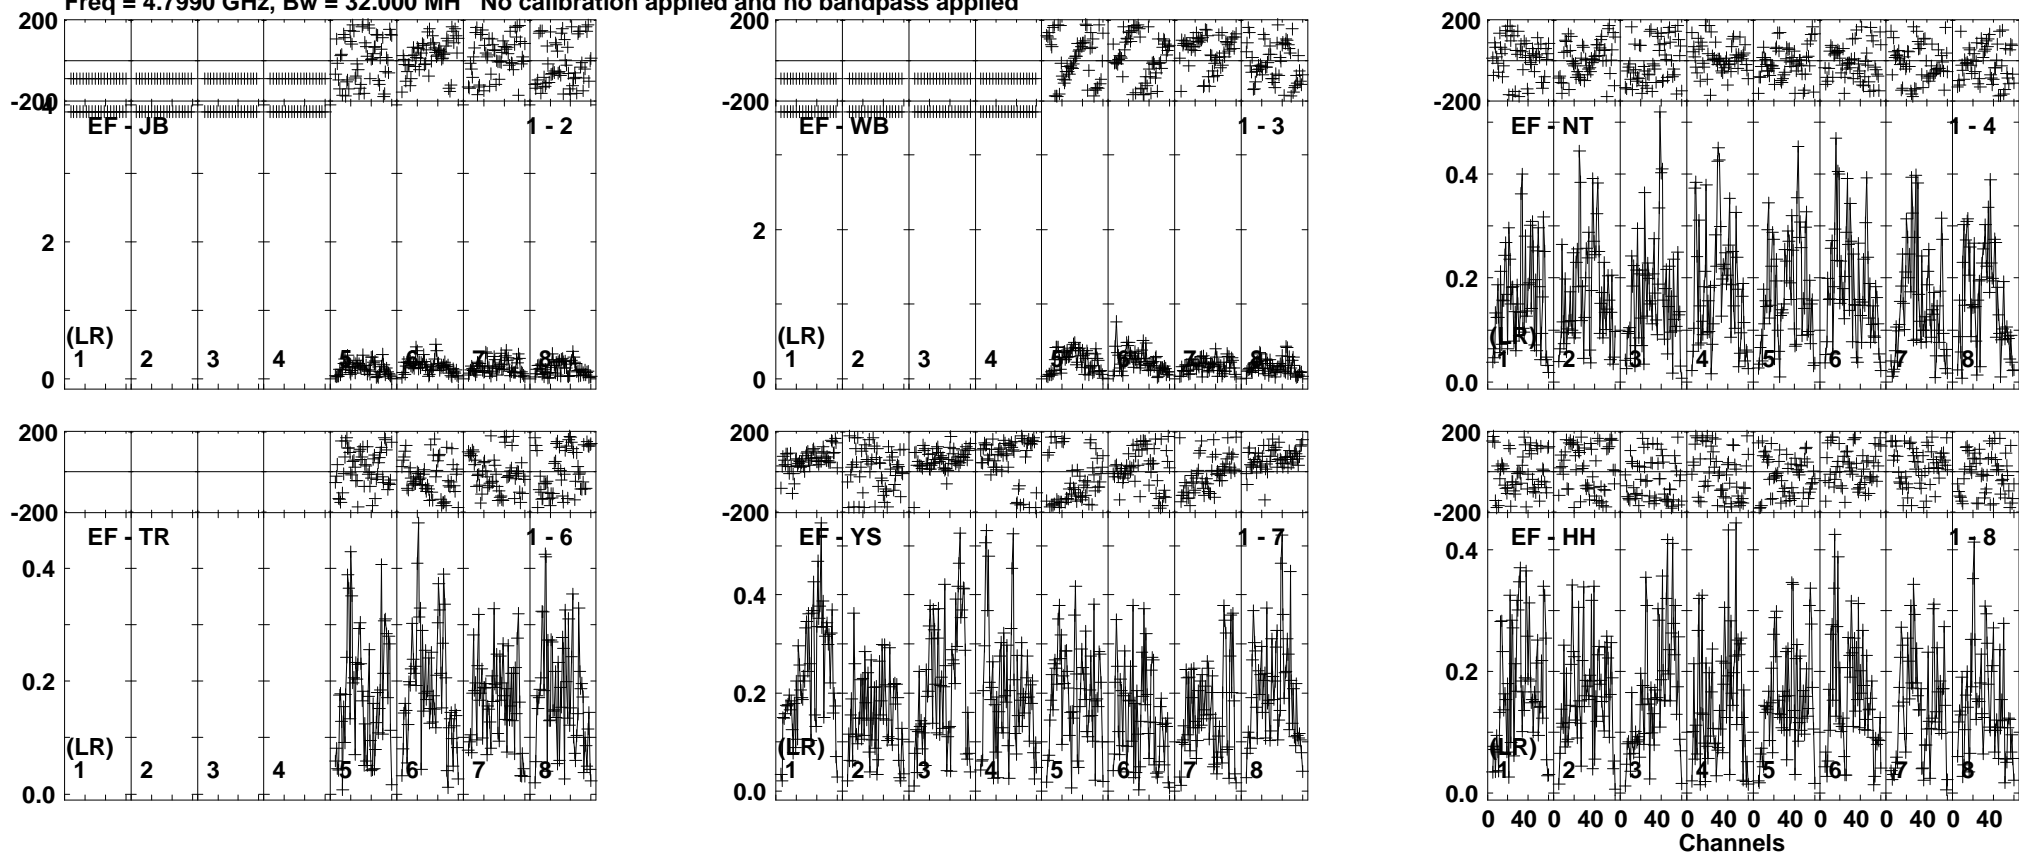 Freq = 4.7990 GHz, Bw = 32.000 MH No calibration applied and no bandpass applied
200
-200
4
2
0
EF - JB
1 - 2
(LR)
1 2 3 4 5 6 7 8
200
-200
2
0
EF - WB
1 - 3
(LR)
1 2 3 4 5 6 7 8
200
-200
0.4
0.2
0.0
EF - NT
1 - 4
(LR)
1 2 3 4 5 6 7 8
200
-200
0.4
0.2
0.0
EF - TR
1 - 6
(LR)
1 2 3 4 5 6 7 8
200
-200
0.4
0.2
0.0
EF - YS
1 - 7
(LR)
1 2 3 4 5 6 7 8
200
-200
0.4
0.2
0.0
EF - HH
1 - 8
(LR)
1 2 3 4 5 6 7 8
0 40 0 40 0 40 0 40 0 40 0 40 0 40 0 40
Channels